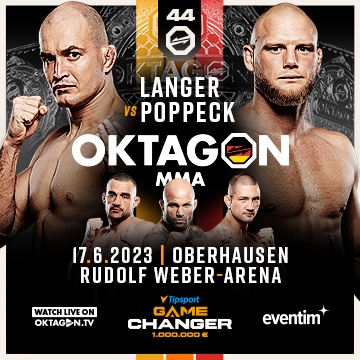 44
LANGER
VS POPPECK
OKTAGON
MMA
17.6.2023 | OBERHAUSEN
RUDOLF WEBER-ARENA
WATCH LIVE ON
OKTAGON.TV
Tipsport
GAME
CHANGER
1.000.000 €
eventim